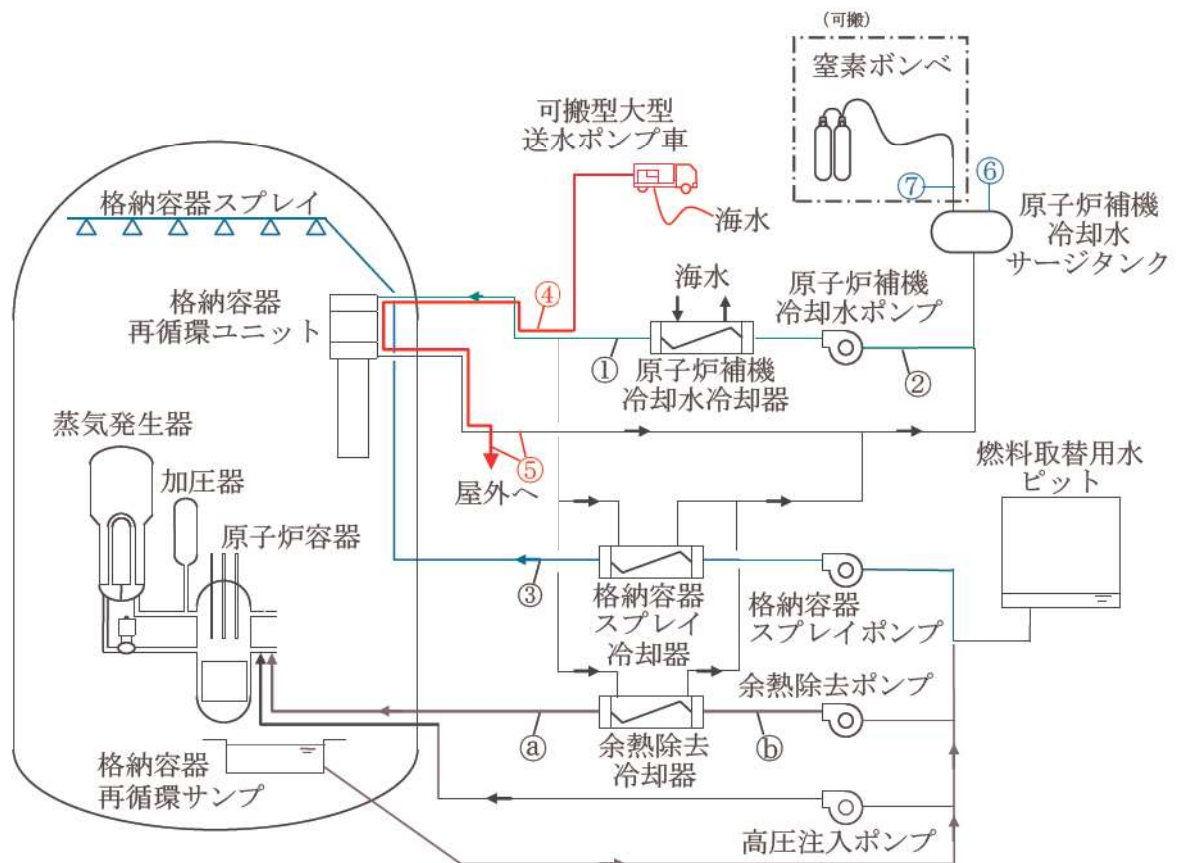 （可搬）
窒素ボンベ
⑦
⑥
原子炉補機
冷却水
サージタンク
可搬型大型
送水ポンプ車
海水
格納容器スプレイ
格納容器
再循環ユニット
④
海水
原子炉補機
冷却水ポンプ
①
原子炉補機
冷却水冷却器
②
⑤
屋外へ
蒸気発生器
加圧器
原子炉容器
燃料取替用水
ピット
③
格納容器
スプレイ
冷却器
格納容器
スプレイポンプ
余熱除去ポンプ
ⓐ
余熱除去
冷却器
ⓑ
格納容器
再循環サンプ
高圧注入ポンプ